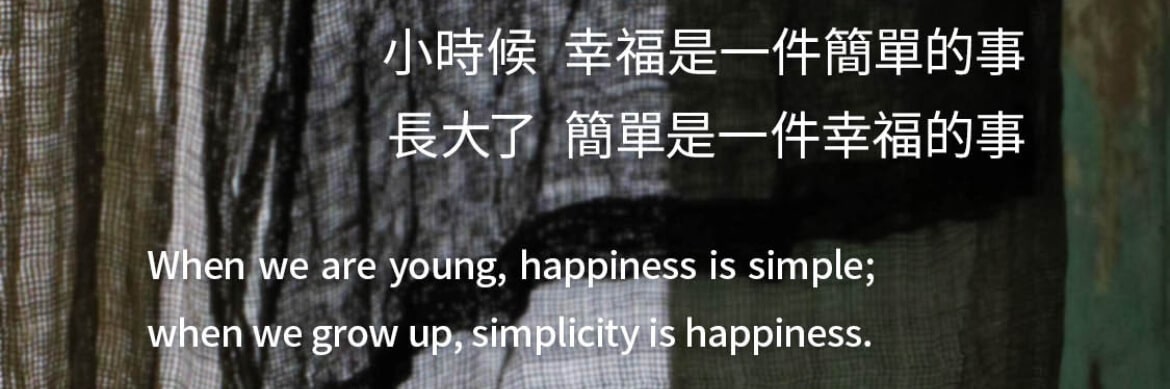 小時候 幸福是一件簡單的事
長大了 簡單是一件幸福的事
When we are young, happiness is simple;
when we grow up, simplicity is happiness.